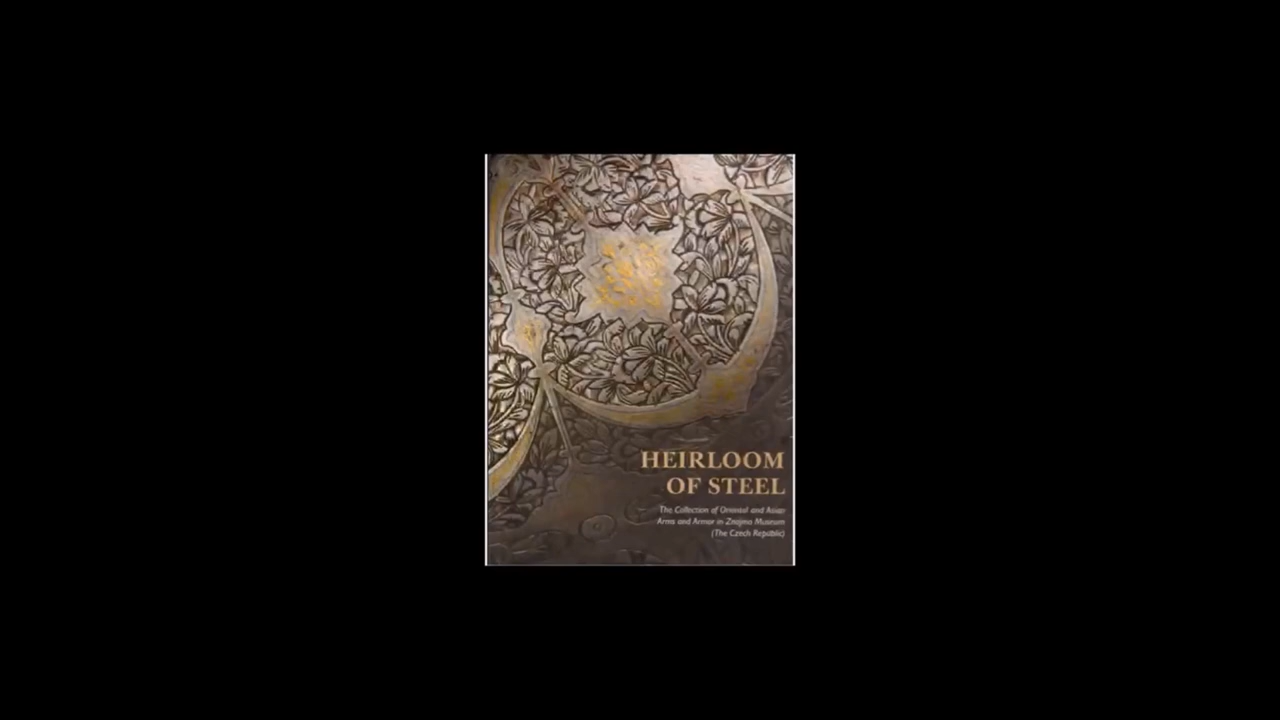 HEIRLOOM
OF STEEL
The Collection of Oriental and Asian
Arms and Armor in Znojmo Museum
(The Czech Republic)